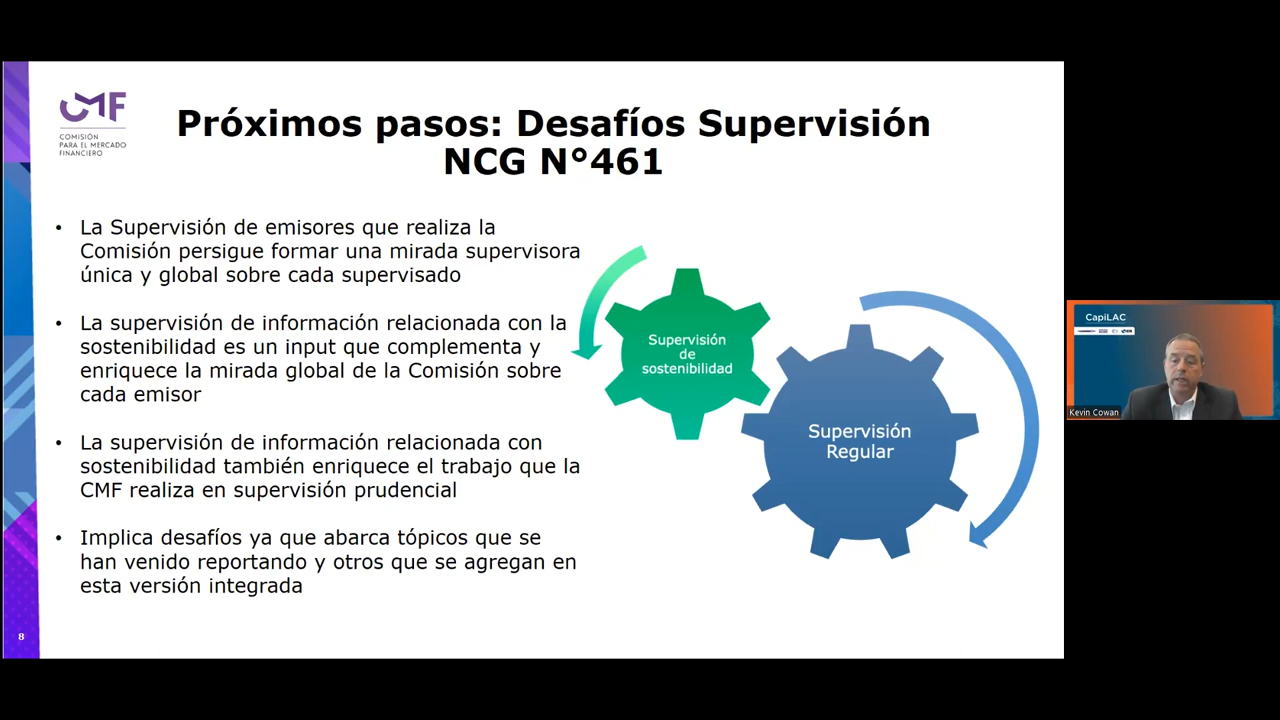 CMF
COMISIÓN
PARA EL MERCADO
FINANCIERO
Próximos pasos: Desafíos Supervisión
NCG N°461
• La Supervisión de emisores que realiza la
Comisión persigue formar una mirada supervisora
única y global sobre cada supervisado
• La supervisión de información relacionada con la
sostenibilidad es un input que complementa y
enriquece la mirada global de la Comisión sobre
cada emisor
• La supervisión de información relacionada con
sostenibilidad también enriquece el trabajo que la
CMF realiza en supervisión prudencial
• Implica desafíos ya que abarca tópicos que se
han venido reportando y otros que se agregan en
esta versión integrada
Supervisión
de
sostenibilidad
Supervisión
Regular
8
CapiLAC
Kevin Cowan